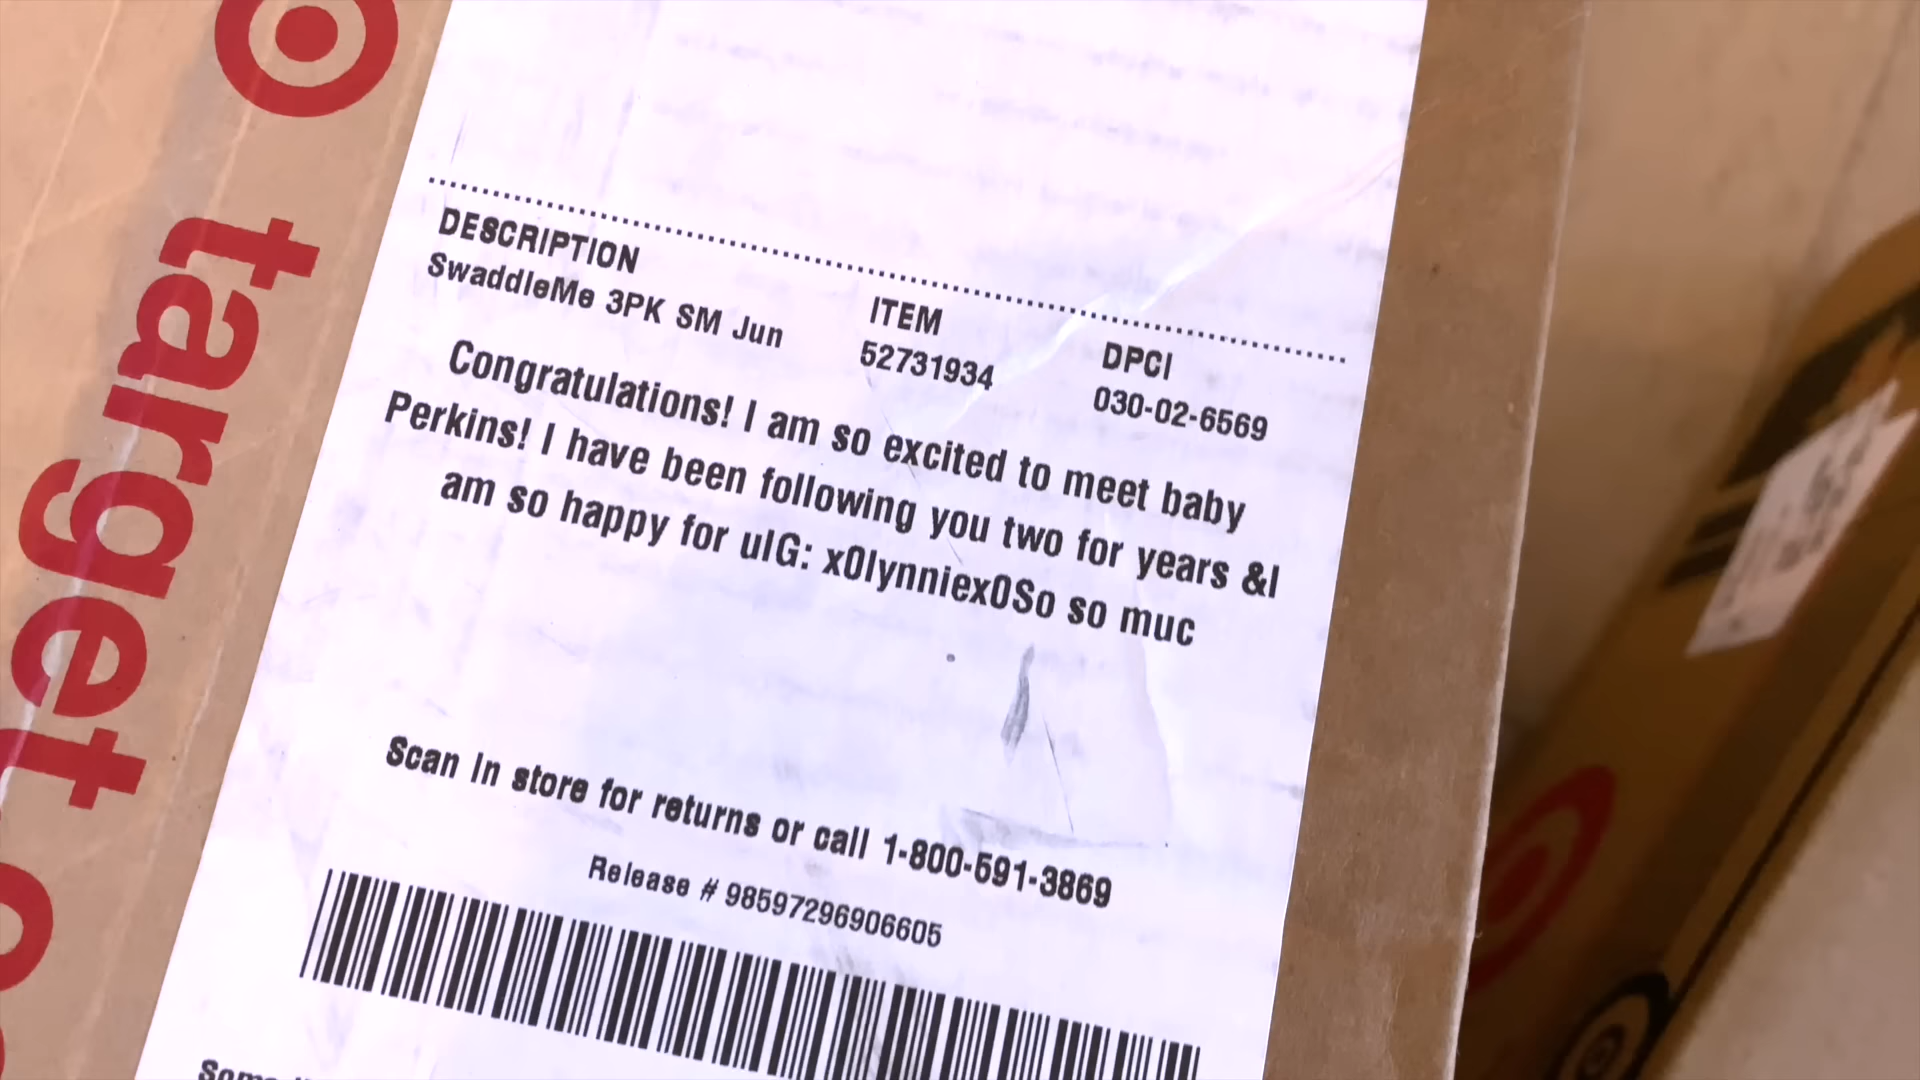 target
DESCRIPTION ITEM DPCI
SwaddleMe 3PK SM Jun 52731934 030-02-6569
Congratulations! I am so excited to meet baby
Perkins! I have been following you two for years &I
am so happy for uIG: x0lynniex0So so muc
Scan in store for returns or call 1-800-591-3869
Release # 98597296906605